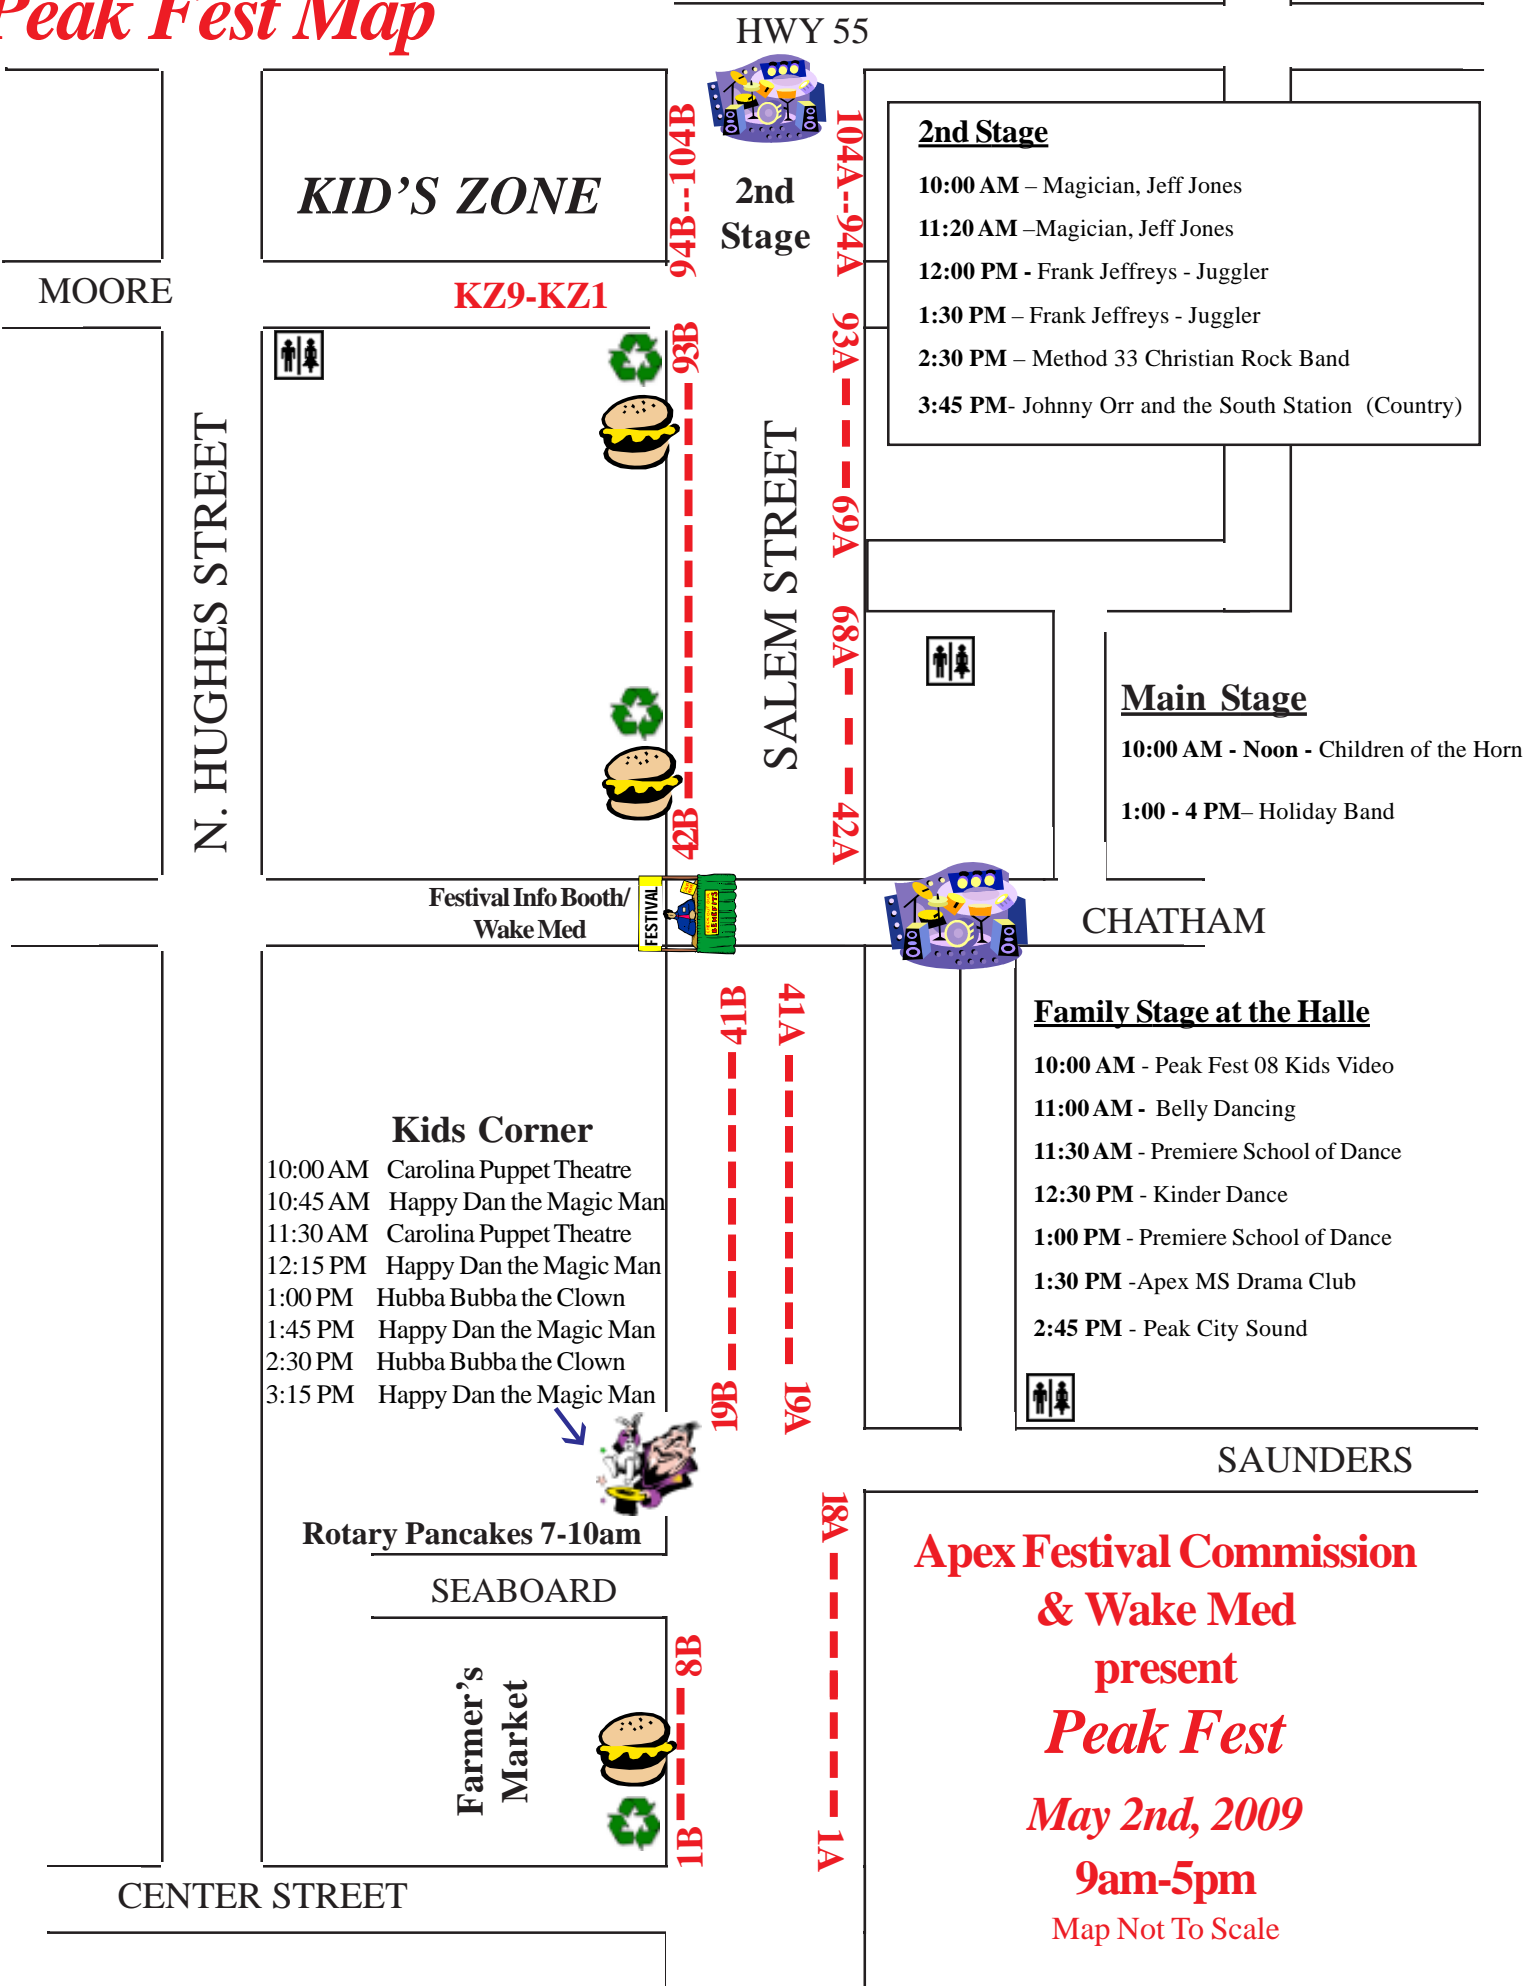 Peak Fest Map
HWY 55
KID'S ZONE
94B--104B
2nd
Stage
104A--94A
2nd Stage
10:00 AM – Magician, Jeff Jones
11:20 AM –Magician, Jeff Jones
12:00 PM - Frank Jeffreys - Juggler
1:30 PM – Frank Jeffreys - Juggler
2:30 PM – Method 33 Christian Rock Band
3:45 PM- Johnny Orr and the South Station (Country)
MOORE
KZ9-KZ1
93B
93A
N. HUGHES STREET
SALEM STREET
69A
68A
42B
42A
Main Stage
10:00 AM - Noon - Children of the Horn
1:00 - 4 PM– Holiday Band
Festival Info Booth/
Wake Med
FESTIVAL
BENEFITS
CHATHAM
41B
41A
Family Stage at the Halle
10:00 AM - Peak Fest 08 Kids Video
11:00 AM - Belly Dancing
11:30 AM - Premiere School of Dance
12:30 PM - Kinder Dance
1:00 PM - Premiere School of Dance
1:30 PM -Apex MS Drama Club
2:45 PM - Peak City Sound
Kids Corner
10:00 AM Carolina Puppet Theatre
10:45 AM Happy Dan the Magic Man
11:30 AM Carolina Puppet Theatre
12:15 PM Happy Dan the Magic Man
1:00 PM Hubba Bubba the Clown
1:45 PM Happy Dan the Magic Man
2:30 PM Hubba Bubba the Clown
3:15 PM Happy Dan the Magic Man
19B
19A
SAUNDERS
Rotary Pancakes 7-10am
18A
SEABOARD
8B
Farmer's
Market
1B
1A
Apex Festival Commission
& Wake Med
present
Peak Fest
May 2nd, 2009
9am-5pm
Map Not To Scale
CENTER STREET